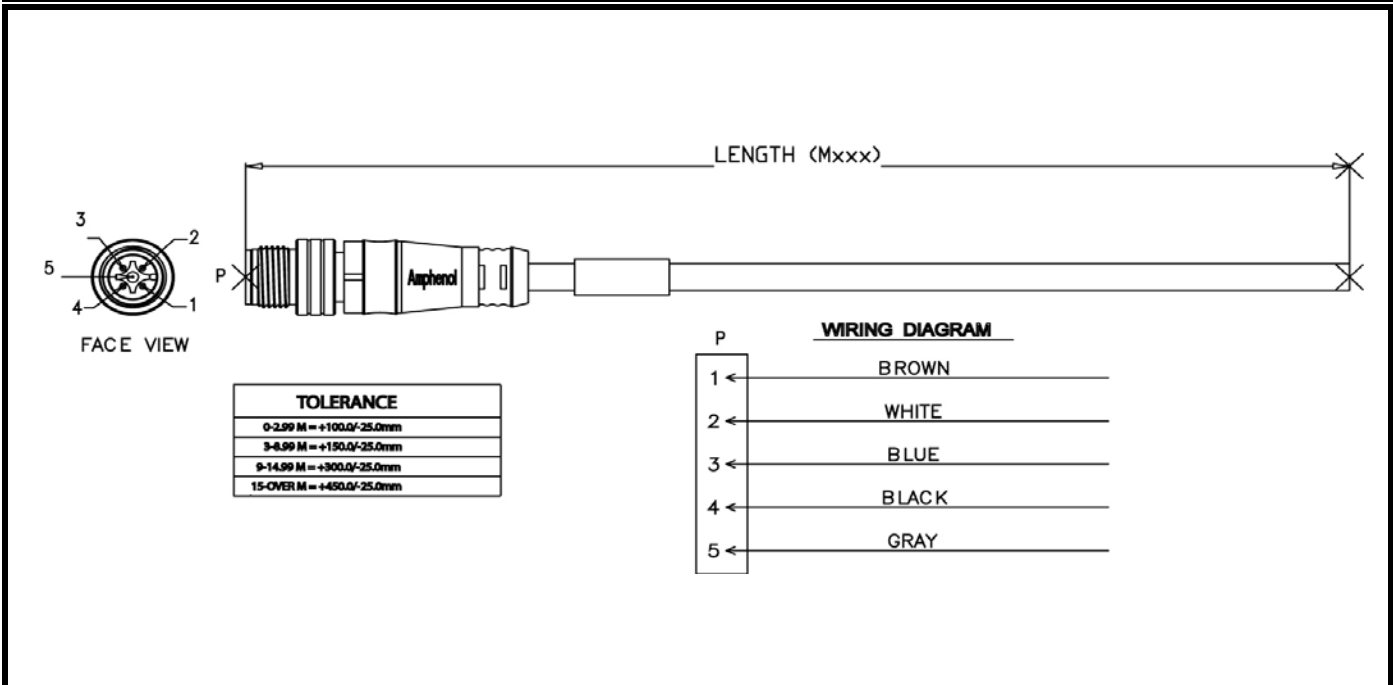 LENGTH (Mxxx)
3
2
5
4
1
P
Amphenol
FACE VIEW
TOLERANCE
0-2.99 M = +100.0/-25.0mm
3-8.99 M = +150.0/-25.0mm
9-14.99 M = +300.0/-25.0mm
15-OVER M = +450.0/-25.0mm
P
WIRING DIAGRAM
1 BROWN
2 WHITE
3 BLUE
4 BLACK
5 GRAY